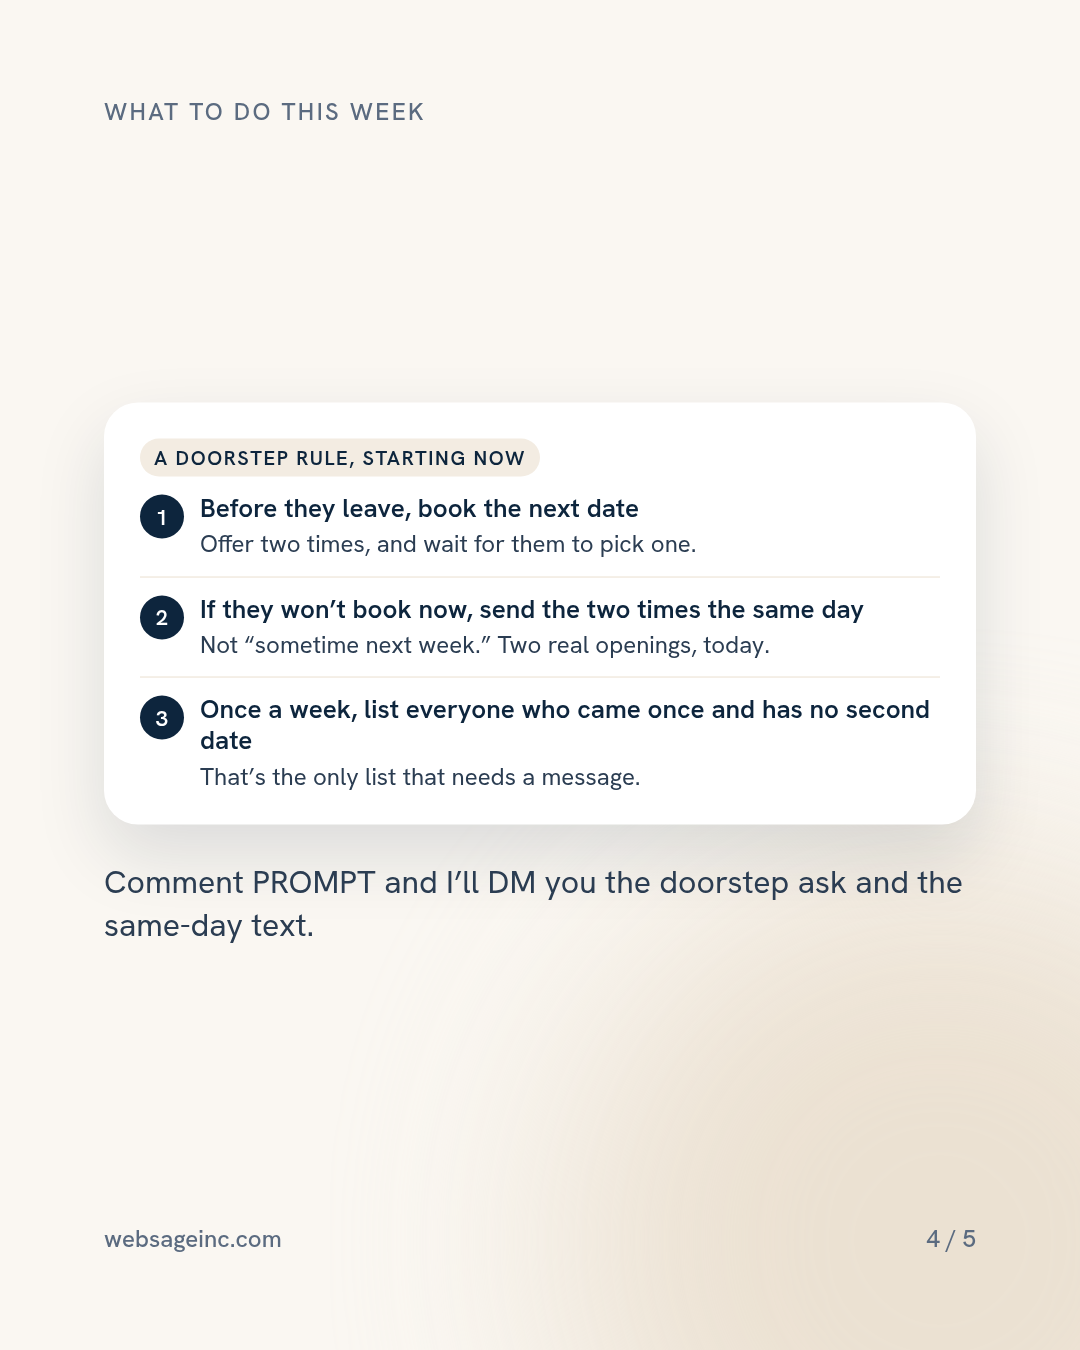 WHAT TO DO THIS WEEK
A DOORSTEP RULE, STARTING NOW
1
Before they leave, book the next date
Offer two times, and wait for them to pick one.
2
If they won’t book now, send the two times the same day
Not “sometime next week.” Two real openings, today.
3
Once a week, list everyone who came once and has no second
date
That’s the only list that needs a message.
Comment PROMPT and I’ll DM you the doorstep ask and the
same-day text.
websageinc.com
4 / 5